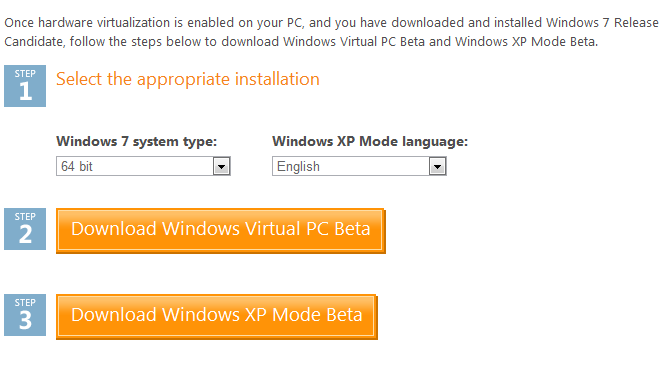 Once hardware virtualization is enabled on your PC, and you have downloaded and installed Windows 7 Release
Candidate, follow the steps below to download Windows Virtual PC Beta and Windows XP Mode Beta.
STEP
1
Select the appropriate installation
Windows 7 system type:
Windows XP Mode language:
64 bit
English
STEP
2
Download Windows Virtual PC Beta
STEP
3
Download Windows XP Mode Beta